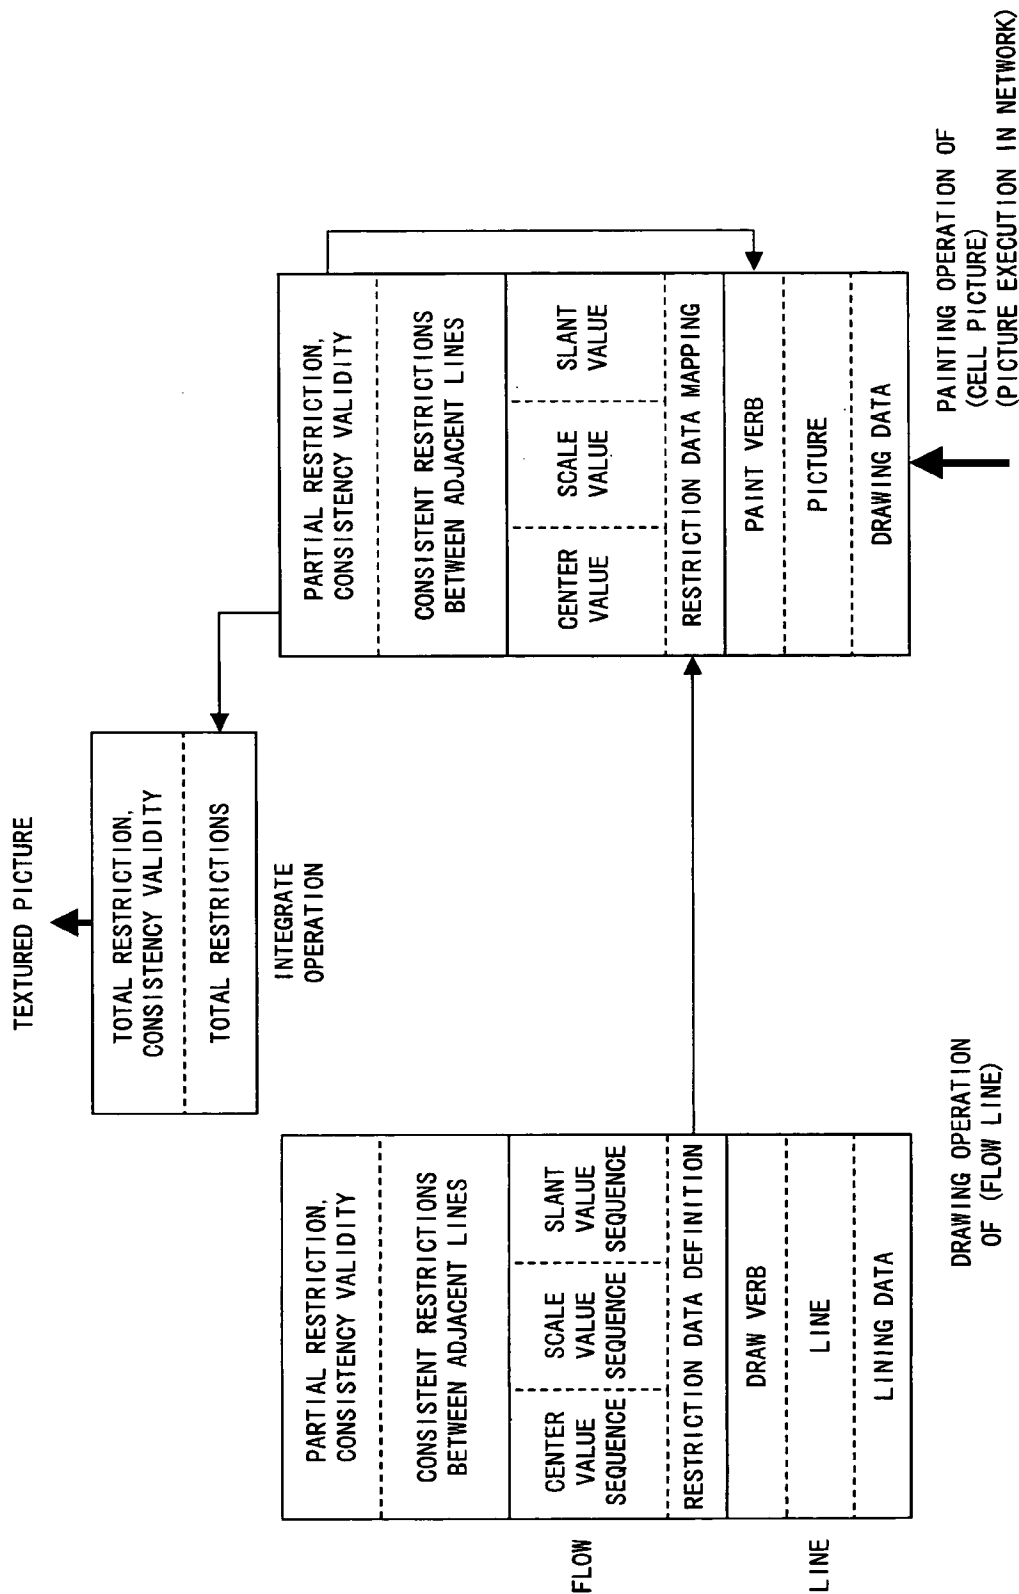 TEXTURED PICTURE
TOTAL RESTRICTION,
CONSISTENCY VALIDITY
TOTAL RESTRICTIONS
INTEGRATE
OPERATION
PARTIAL RESTRICTION,
CONSISTENCY VALIDITY
CONSISTENT RESTRICTIONS
BETWEEN ADJACENT LINES
FLOW
CENTER
VALUE
SEQUENCE
SCALE
VALUE
SEQUENCE
SLANT
VALUE
SEQUENCE
RESTRICTION DATA DEFINITION
DRAW VERB
LINE
LINE
LINING DATA
DRAWING OPERATION
OF (FLOW LINE)
PARTIAL RESTRICTION,
CONSISTENCY VALIDITY
CONSISTENT RESTRICTIONS
BETWEEN ADJACENT LINES
CENTER
VALUE
SCALE
VALUE
SLANT
VALUE
RESTRICTION DATA MAPPING
PAINT VERB
PICTURE
DRAWING DATA
PAINTING OPERATION OF
(CELL PICTURE)
(PICTURE EXECUTION IN NETWORK)